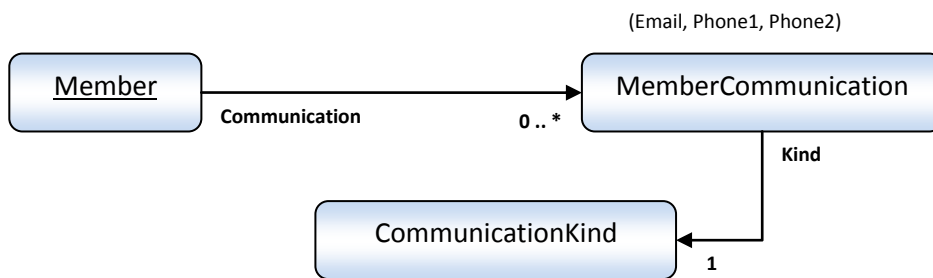 (Email, Phone1, Phone2)
Member
MemberCommunication
Communication
0 .. *
Kind
CommunicationKind
1